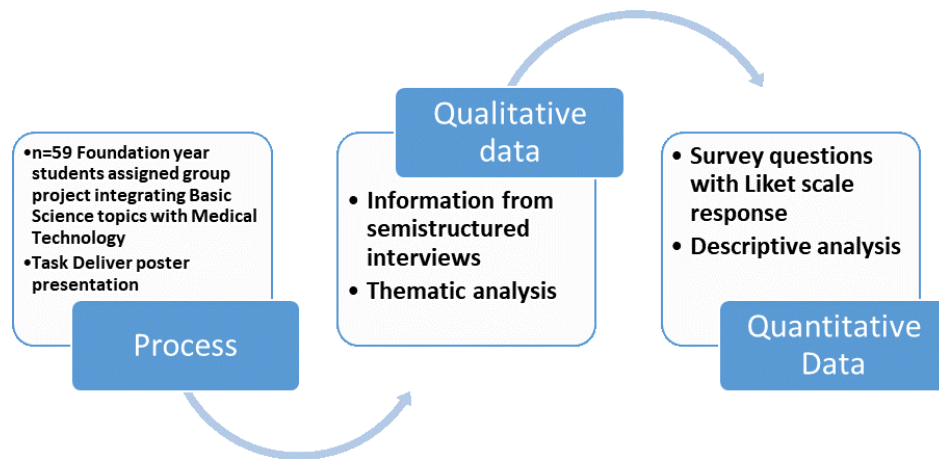 •n=59 Foundation year
students assigned group
project integrating Basic
Science topics with Medical
Technology
•Task Deliver poster
presentation
Process
Qualitative
data
• Information from
semistructured
interviews
• Thematic analysis
• Survey questions
with Liket scale
response
• Descriptive analysis
Quantitative
Data